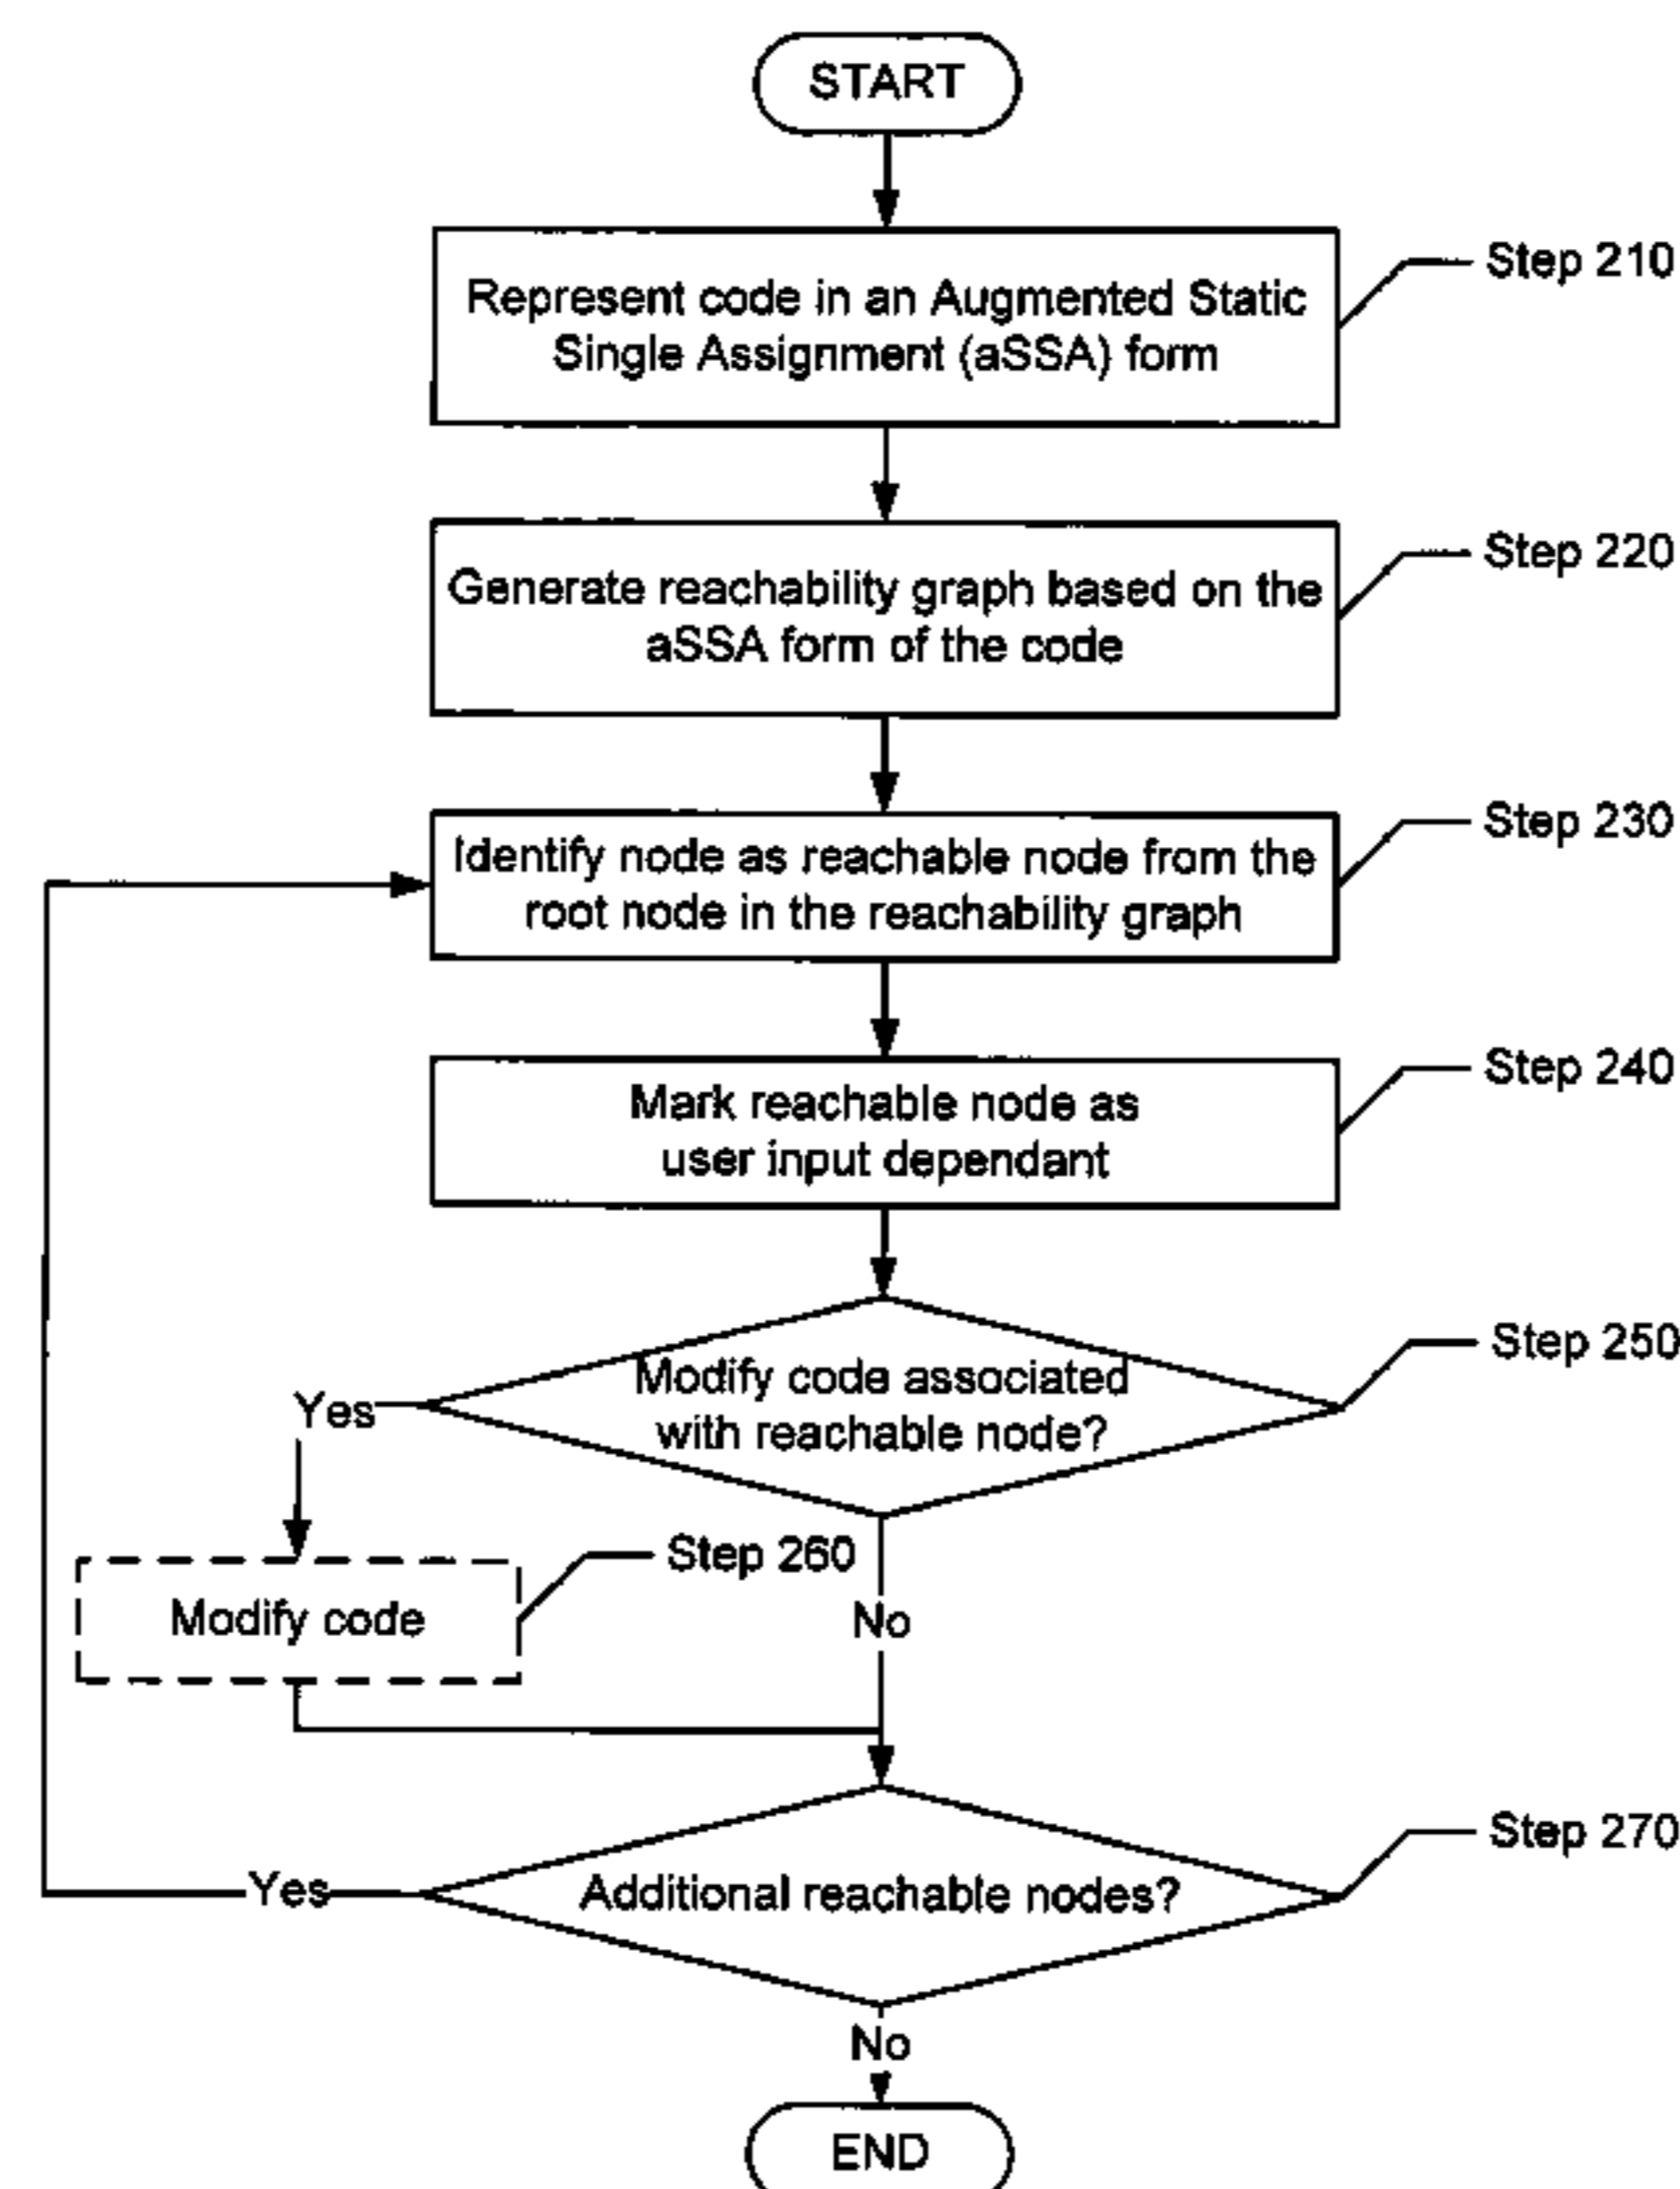 START
Represent code in an Augmented Static
Single Assignment (aSSA) form
Step 210
Generate reachability graph based on the
aSSA form of the code
Step 220
Identify node as reachable node from the
root node in the reachability graph
Step 230
Mark reachable node as
user input dependant
Step 240
Modify code associated
with reachable node?
Step 250
Yes
Step 260
Modify code
No
Additional reachable nodes?
Step 270
Yes
No
END